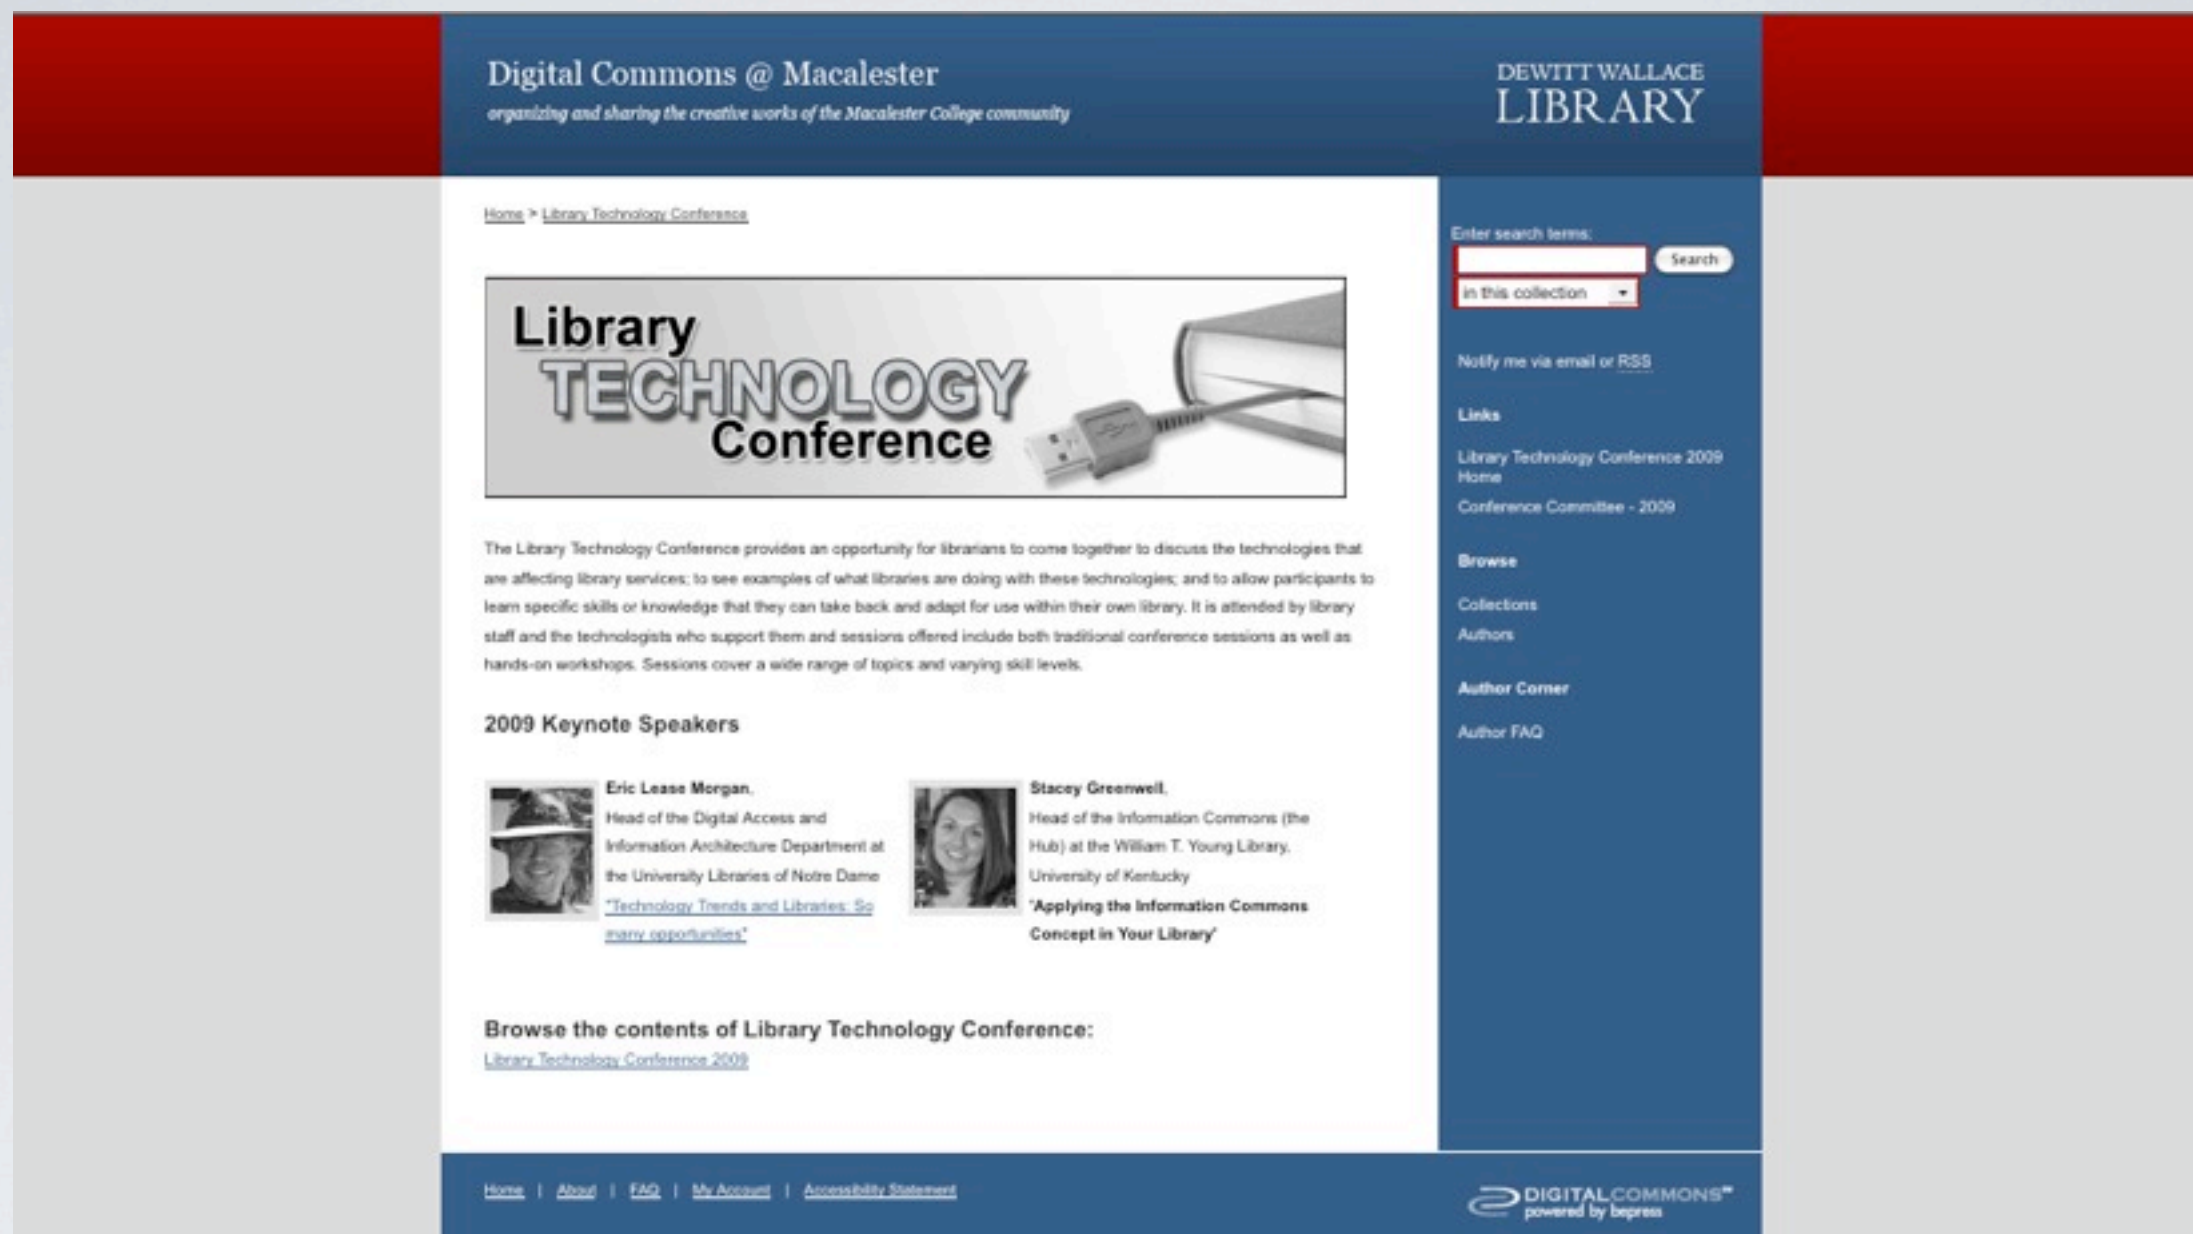 Digital Commons @ Macalester
organizing and sharing the creative works of the Macalester College community
DEWITT WALLACE
LIBRARY
Home > Library Technology Conference
Library
TECHNOLOGY
Conference
The Library Technology Conference provides an opportunity for librarians to come together to discuss the technologies that
are affecting library services; to see examples of what libraries are doing with these technologies; and to allow participants to
learn specific skills or knowledge that they can take back and adapt for use within their own library. It is attended by library
staff and the technologists who support them and sessions offered include both traditional conference sessions as well as
hands-on workshops. Sessions cover a wide range of topics and varying skill levels.
2009 Keynote Speakers
Eric Lease Morgan,
Head of the Digital Access and
Information Architecture Department at
the University Libraries of Notre Dame
"Technology Trends and Libraries: So
many opportunities"
Stacey Greenwell,
Head of the Information Commons (the
Hub) at the William T. Young Library,
University of Kentucky
"Applying the Information Commons
Concept in Your Library"
Browse the contents of Library Technology Conference:
Library Technology Conference 2009
Enter search terms:
Search
in this collection
Notify me via email or RSS
Links
Library Technology Conference 2009
Home
Conference Committee - 2009
Browse
Collections
Authors
Author Corner
Author FAQ
Home | About | FAQ | My Account | Accessibility Statement
DIGITALCOMMONS℠
powered by bepress